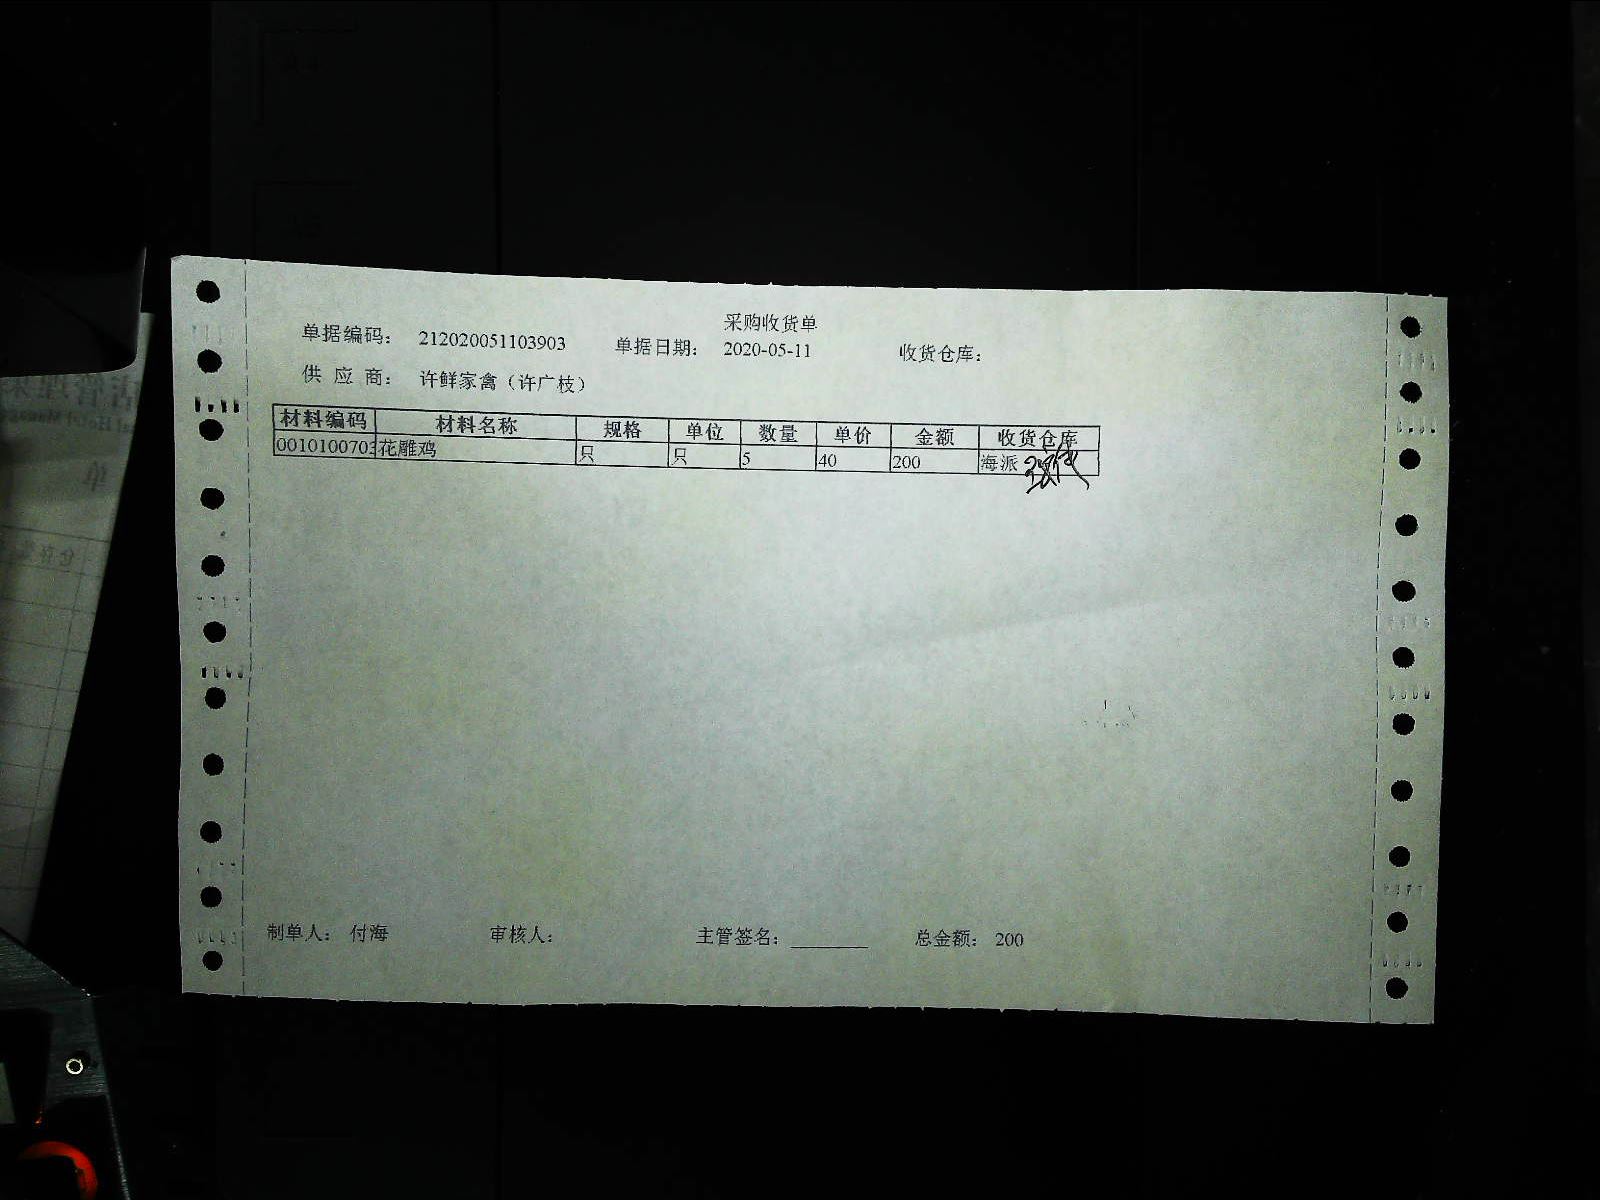 采购收货单
单据编码： 212020051103903 单据日期： 2020-05-11 收货仓库：
供 应 商： 许鲜家禽（许广枝）
材料编码 材料名称 规格 单位 数量 单价 金额 收货仓库
0010100703 花雕鸡 只 只 5 40 200 海派
制单人： 付海 审核人： 主管签名： 总金额： 200